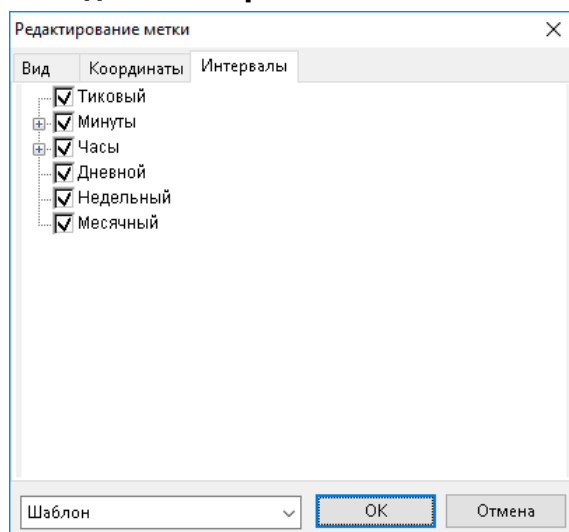 Редактирование метки
Вид Координаты Интервалы
Тиковый
Минуты
Часы
Дневной
Недельный
Месячный
Шаблон OK Отмена